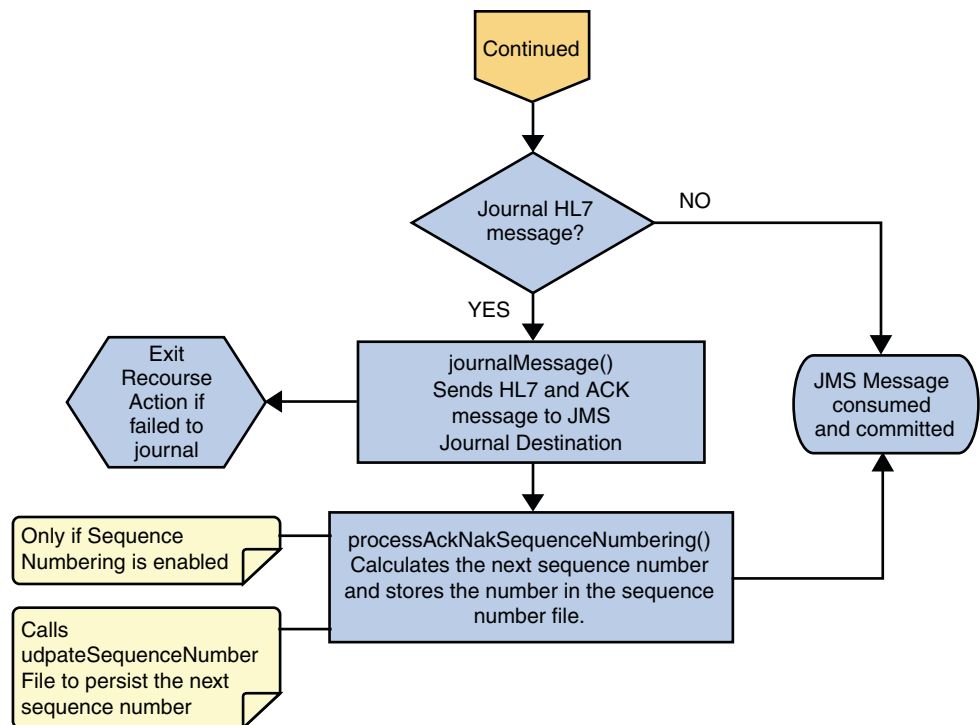 Continued
Journal HL7
message?
NO
YES
Exit
Recourse
Action if
failed to
journal
journalMessage()
Sends HL7 and ACK
message to JMS
Journal Destination
JMS Message
consumed
and committed
Only if Sequence
Numbering is enabled
processAckNakSequenceNumbering()
Calculates the next sequence number
and stores the number in the sequence
number file.
Calls
udpateSequenceNumber
File to persist the next
sequence number